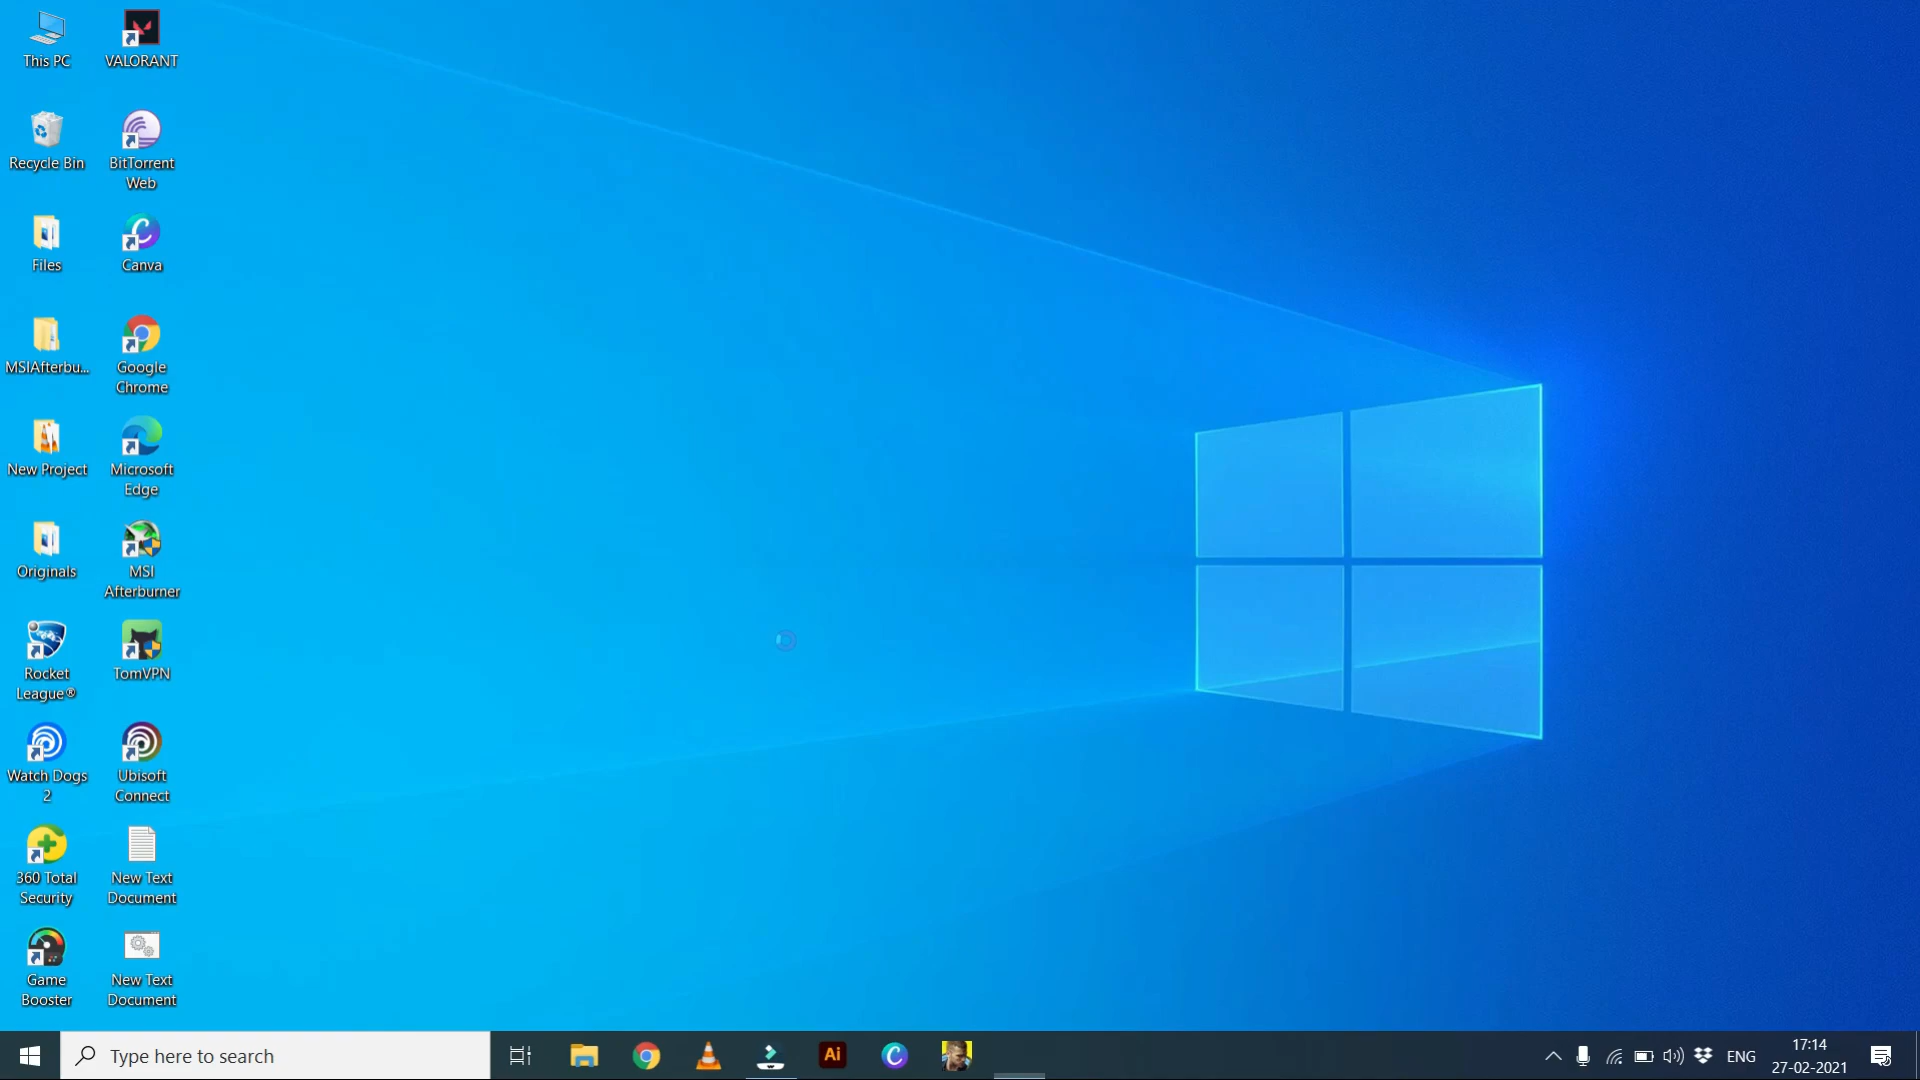 This PC
VALORANT
Recycle Bin
BitTorrent
Web
Files
Canva
MSIAfterbu...
Google
Chrome
New Project
Microsoft
Edge
Originals
MSI
Afterburner
Rocket
League®
TomVPN
Watch Dogs
2
Ubisoft
Connect
360 Total
Security
New Text
Document
Game
Booster
New Text
Document
Type here to search
Ai
ENG
17:14
27-02-2021